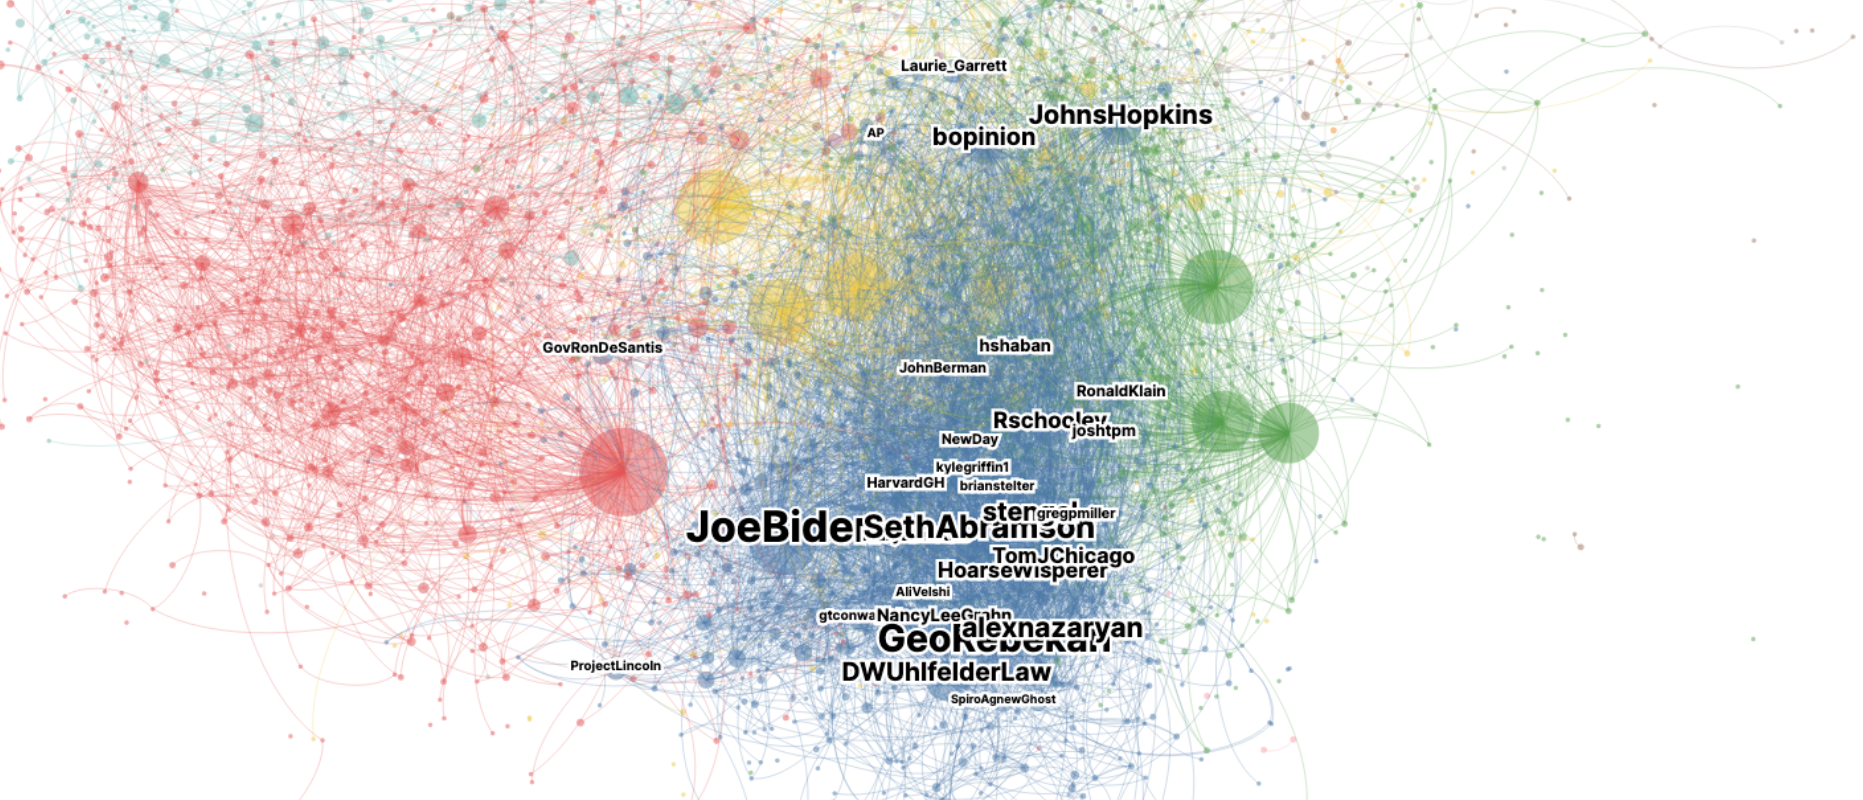 Laurie_Garrett
JohnsHopkins
AP
bopinion
hshaban
GovRonDeSantis
JohnBerman
RonaldKlain
Rschooley
joshtpm
NewDay
kylegriffin1
HarvardGH
brianstelter
stengel
gregpmiller
JoeBiden
SethAbramson
TomJChicago
Hoarsewisperer
AliVelshi
gtconwa
NancyLeeGrahn
alexnazaryan
GeoRebekah
ProjectLincoln
DWUhlfelderLaw
SpiroAgnewGhost